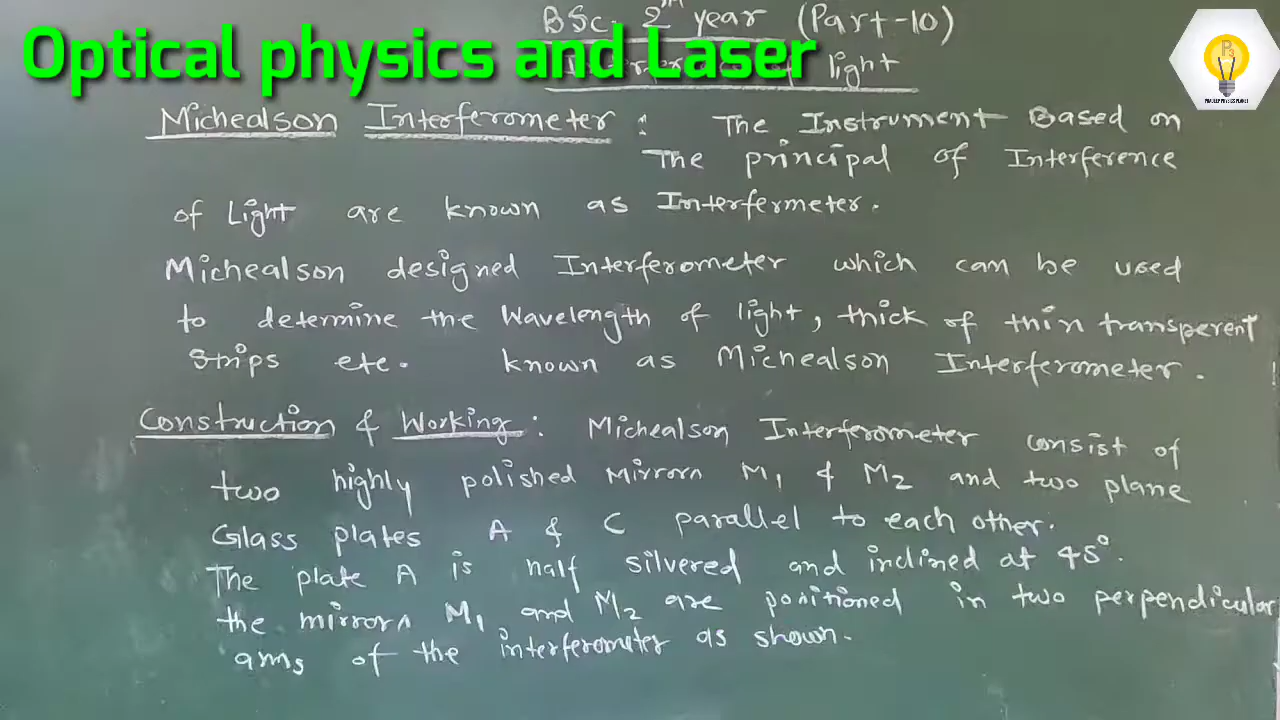 BSc. 2nd year (Part-10)
Optical physics and Laser
of light
Michealson Interferometer : The Instrument Based on
The principal of Interference
of Light are known as Interfermeter.
Michealson designed Interferometer which can be used
to determine the Wavelength of light, thick of thin transperent
Strips etc. known as Michealson Interferometer.
Construction & Working : Michealson Interferometer consist of
two highly polished mirrors M1 & M2 and two plane
Glass plates A & C parallel to each other.
The plate A is half silvered and inclined at 45°.
the mirrors M1 and M2 are positioned in two perpendicular
arms of the interferometer as shown.
PRADEEP PHYSICS PLANET